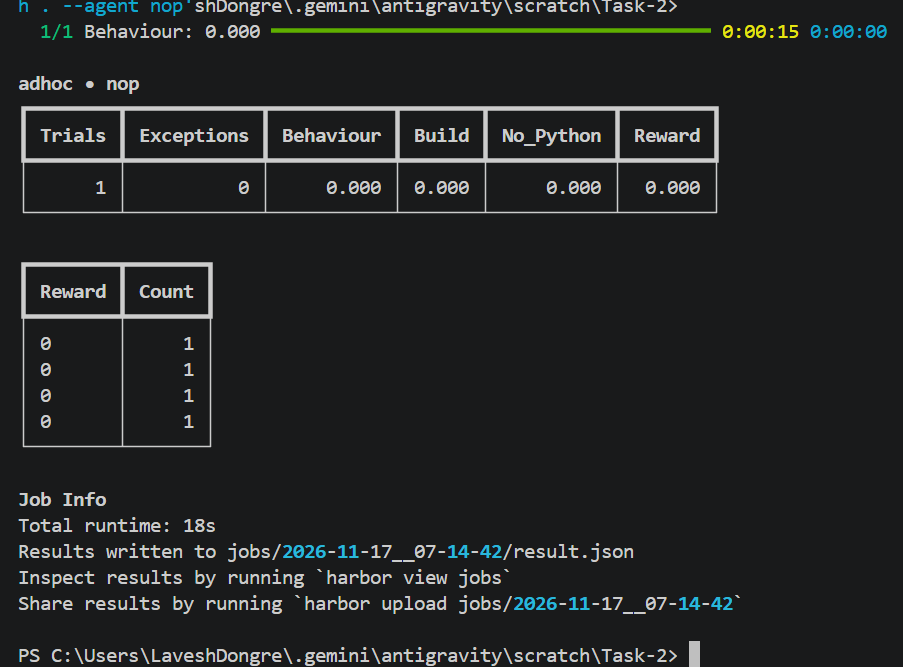 h . --agent nop'shDongre\.gemini\antigravity\scratch\Task-2>
1/1 Behaviour: 0.000 0:00:15 0:00:00
adhoc • nop
Trials Exceptions Behaviour Build No_Python Reward
1 0 0.000 0.000 0.000 0.000
Reward Count
0 1
0 1
0 1
0 1
Job Info
Total runtime: 18s
Results written to jobs/2026-11-17__07-14-42/result.json
Inspect results by running `harbor view jobs`
Share results by running `harbor upload jobs/2026-11-17__07-14-42`
PS C:\Users\LaveshDongre\.gemini\antigravity\scratch\Task-2>